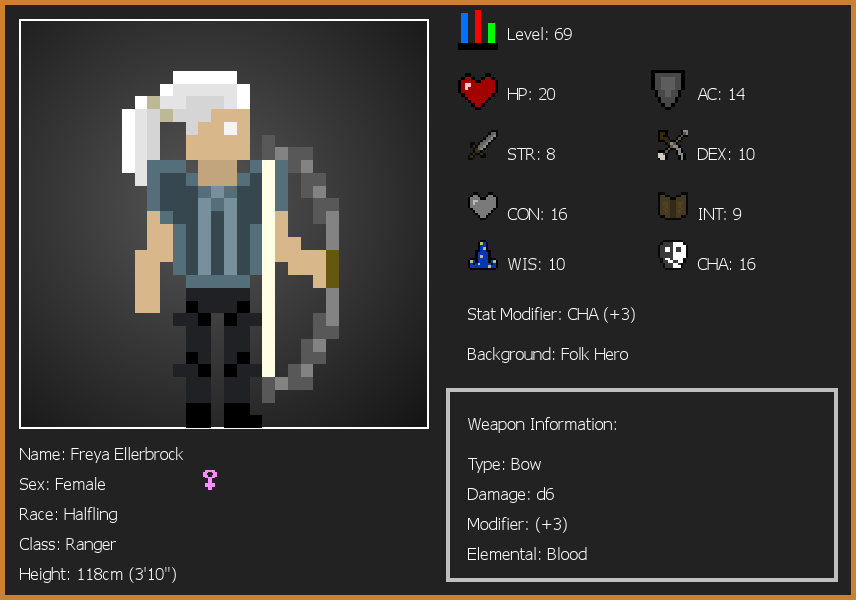 Level: 69
HP: 20
AC: 14
STR: 8
DEX: 10
CON: 16
INT: 9
WIS: 10
CHA: 16
Stat Modifier: CHA (+3)
Background: Folk Hero
Weapon Information:
Type: Bow
Damage: d6
Modifier: (+3)
Elemental: Blood
Name: Freya Ellerbrock
Sex: Female
Race: Halfling
Class: Ranger
Height: 118cm (3'10")